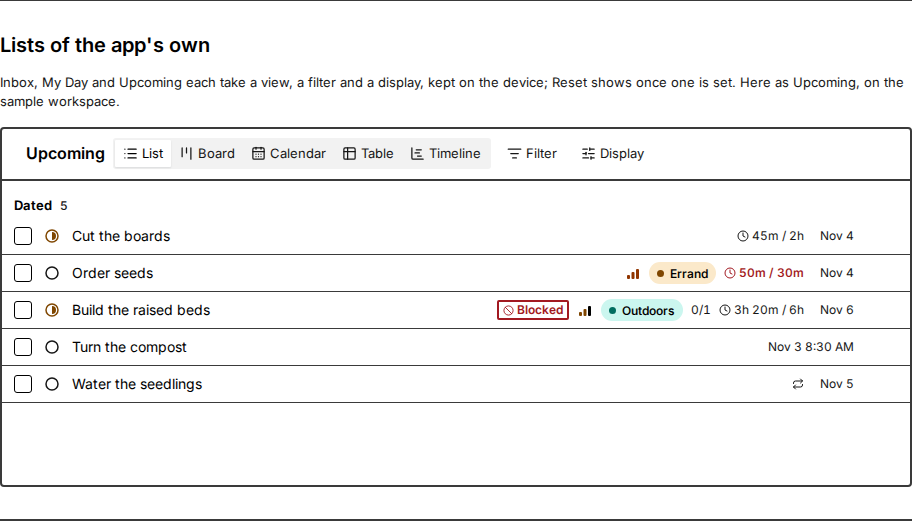 Lists of the app's own
Inbox, My Day and Upcoming each take a view, a filter and a display, kept on the device; Reset shows once one is set. Here as Upcoming, on the
sample workspace.
Upcoming List Board Calendar Table Timeline Filter Display
Dated 5
Cut the boards 45m / 2h Nov 4
Order seeds Errand 50m / 30m Nov 4
Build the raised beds Blocked Outdoors 0/1 3h 20m / 6h Nov 6
Turn the compost Nov 3 8:30 AM
Water the seedlings Nov 5